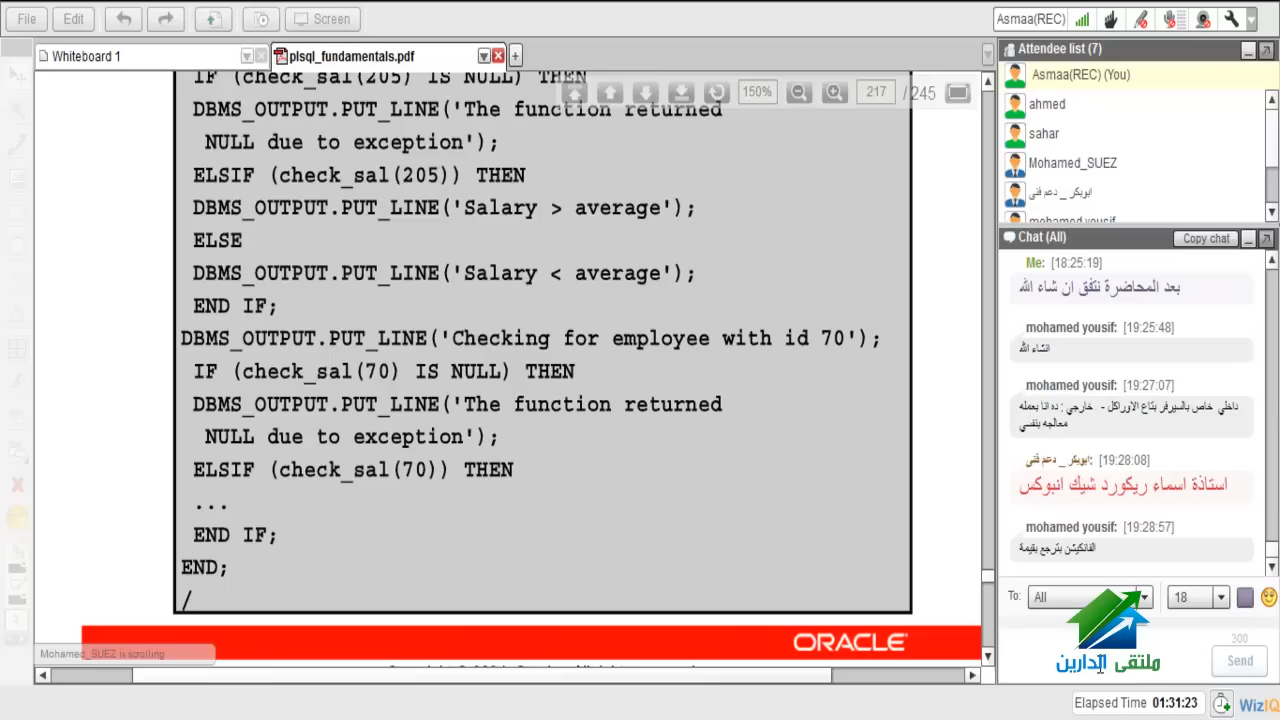 File
Edit
Screen
Asmaa(REC)
Whiteboard 1
plsql_fundamentals.pdf
+
150%
217
/ 245
IF (check_sal(205) IS NULL) THEN
DBMS_OUTPUT.PUT_LINE('The function returned
NULL due to exception');
ELSIF (check_sal(205)) THEN
DBMS_OUTPUT.PUT_LINE('Salary > average');
ELSE
DBMS_OUTPUT.PUT_LINE('Salary < average');
END IF;
DBMS_OUTPUT.PUT_LINE('Checking for employee with id 70');
IF (check_sal(70) IS NULL) THEN
DBMS_OUTPUT.PUT_LINE('The function returned
NULL due to exception');
ELSIF (check_sal(70)) THEN
...
END IF;
END;
/
ORACLE
Mohamed_SUEZ is scrolling
Attendee list (7)
Asmaa(REC) (You)
ahmed
sahar
Mohamed_SUEZ
ابوبكر _ دعم فنى
mohamed yousif
Chat (All)
Copy chat
Me: [18:25:19]
بعد المحاضرة نتفق ان شاء الله
mohamed yousif: [19:25:48]
انشاء الله
mohamed yousif: [19:27:07]
داخلي خاص بالسيرفر بتاع الاوراكل - خارجي : ده انا بعمله
معالجه بنفسي
ابوبكر _ دعم فنى: [19:28:08]
استاذة اسماء ريكورد شيك انبوكس
mohamed yousif: [19:28:57]
الفانكيشن بترجع بقيمة
To:
All
18
ملتقى الدارين
300
Send
Elapsed Time 01:31:23
WizIQ